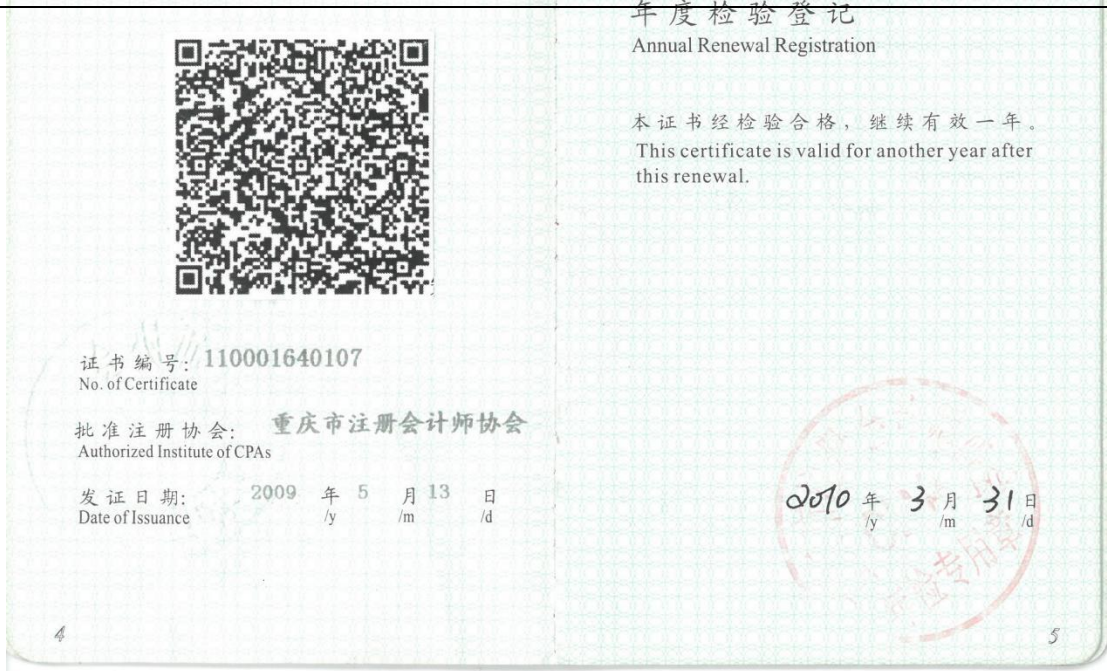 证书编号: 110001640107
No. of Certificate
批准注册协会: 重庆市注册会计师协会
Authorized Institute of CPAs
发证日期: 2009 年 5 月 13 日
Date of Issuance /y /m /d
4
年度检验登记
Annual Renewal Registration
本证书经检验合格，继续有效一年。
This certificate is valid for another year after
this renewal.
2010 年 3 月 31 日
/y /m /d
检专用章
5